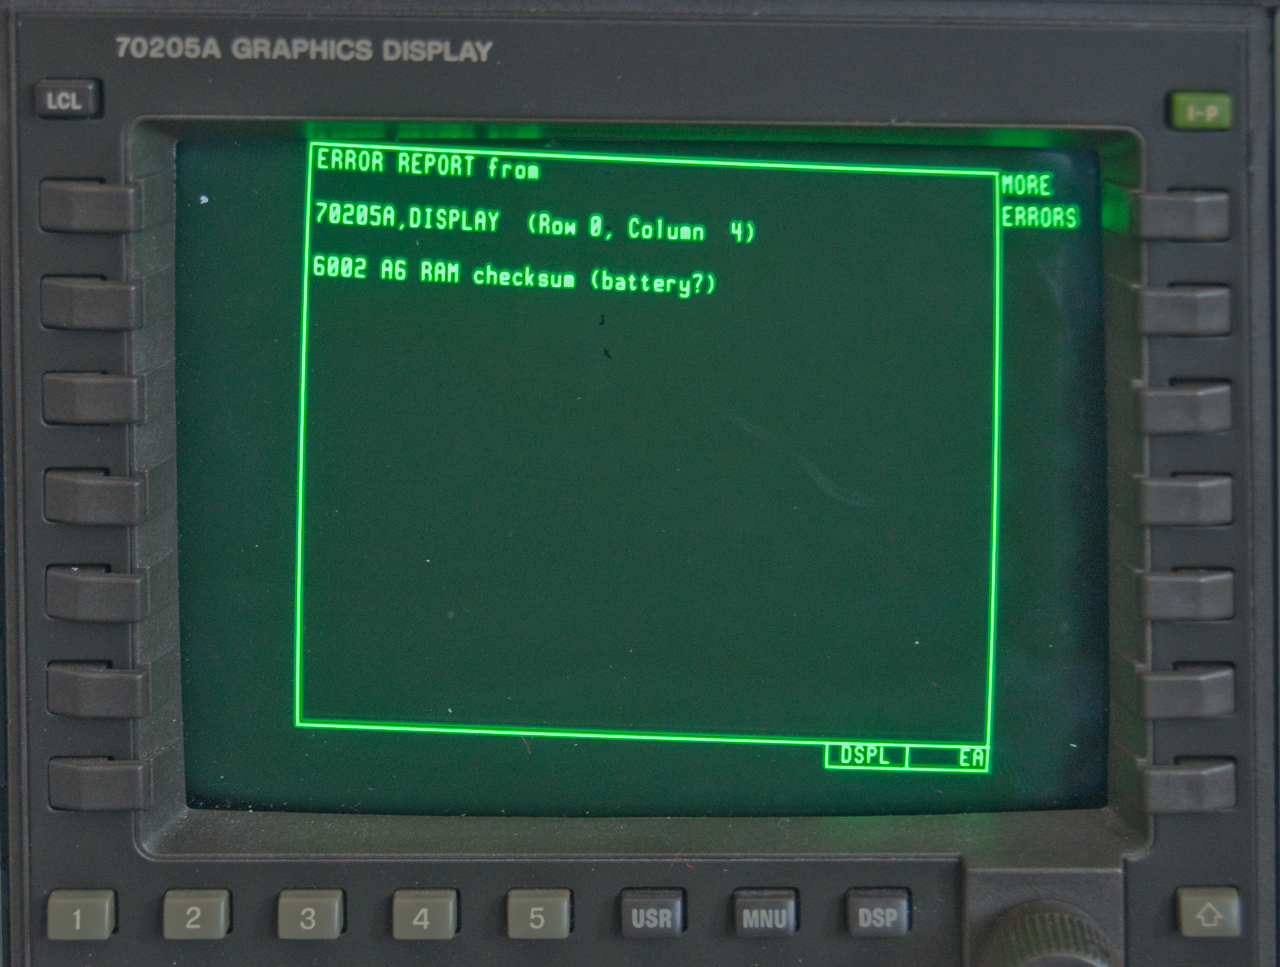 70205A GRAPHICS DISPLAY
LCL
I-P
ERROR REPORT from
70205A,DISPLAY (Row 0, Column 4)
6002 A6 RAM checksum (battery?)
MORE
ERRORS
DSPL EA
1 2 3 4 5 USR MNU DSP